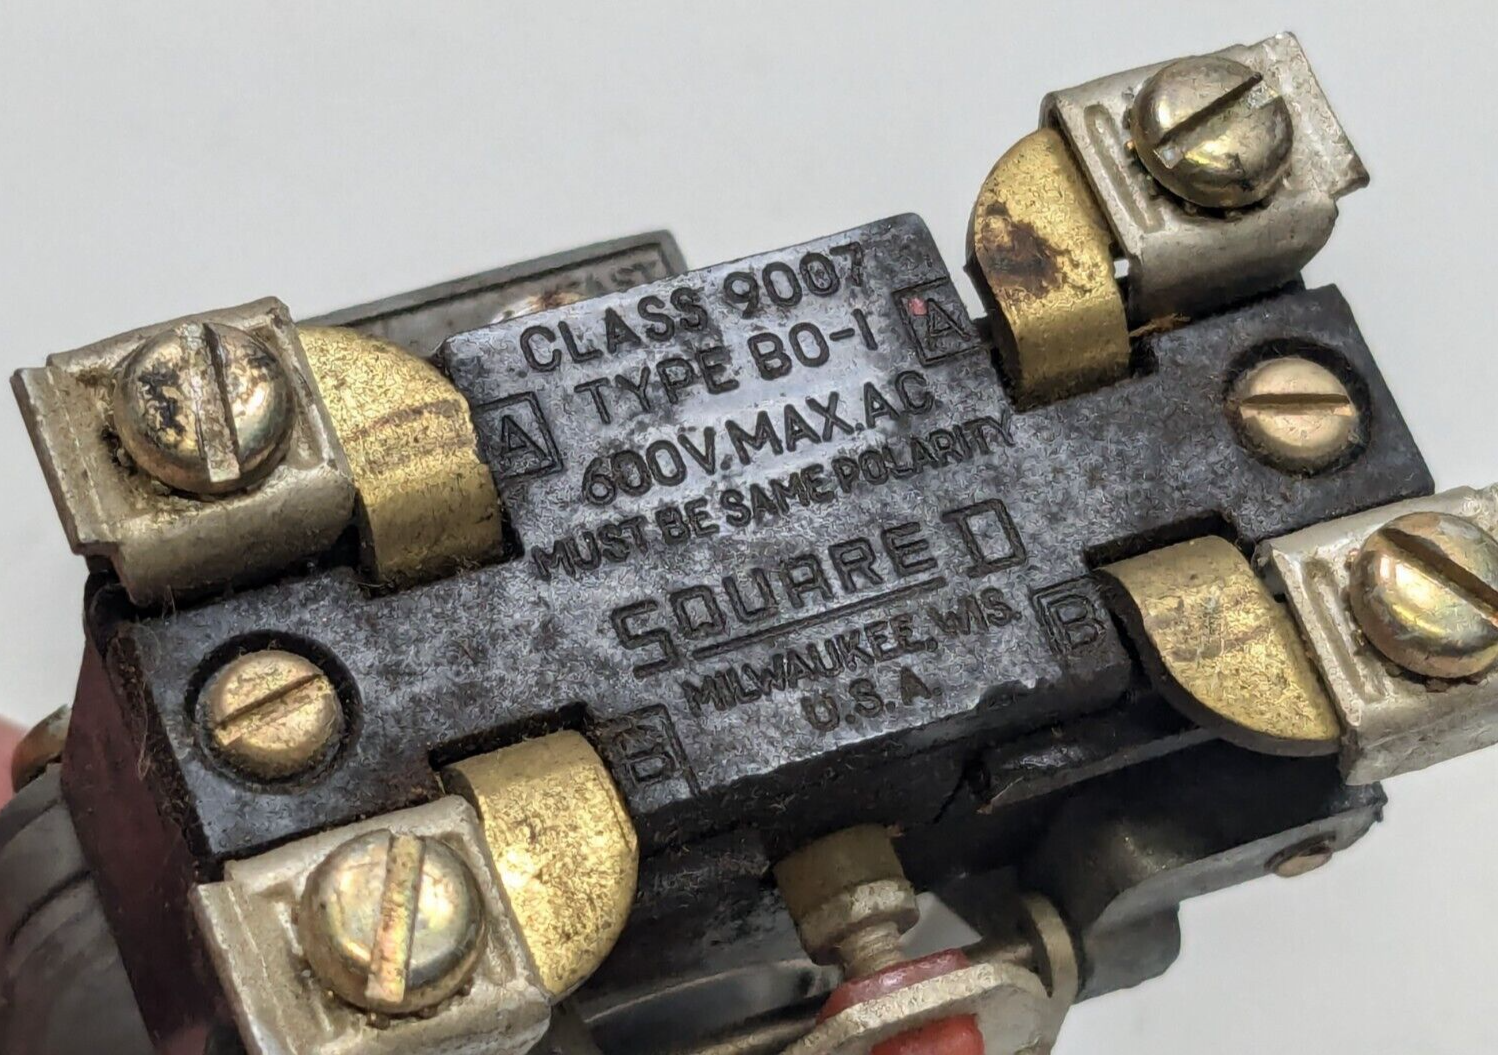 CLASS 9007
TYPE BO-1
A
A
600V. MAX. AC
MUST BE SAME POLARITY
SQUARE D
MILWAUKEE, WIS.
U.S.A.
B
B